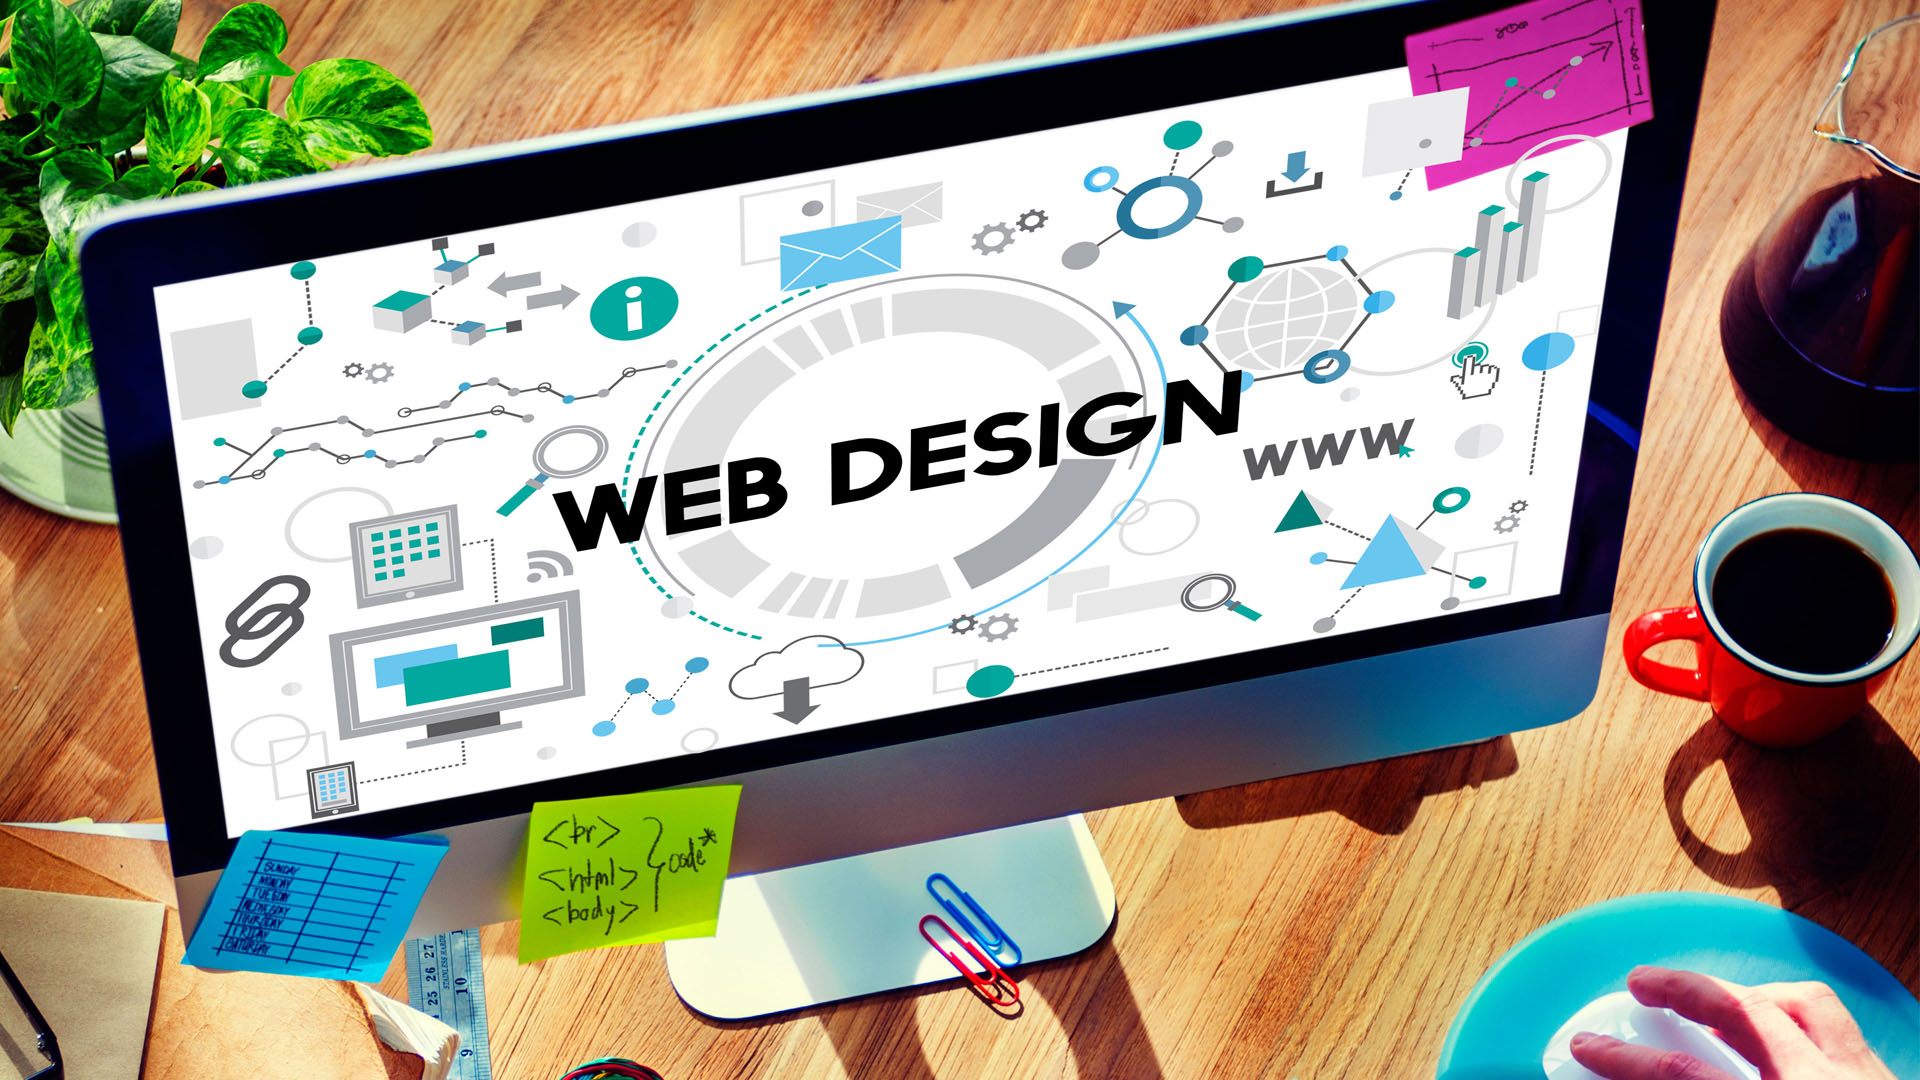 WEB DESIGN
www
i
SUNDAY
MONDAY
TUESDAY
WEDNESDAY
THURSDAY
FRIDAY
SATURDAY
<br>
<html> } code*
<body>
25 26 27
STAINLESS HARDE
9 10